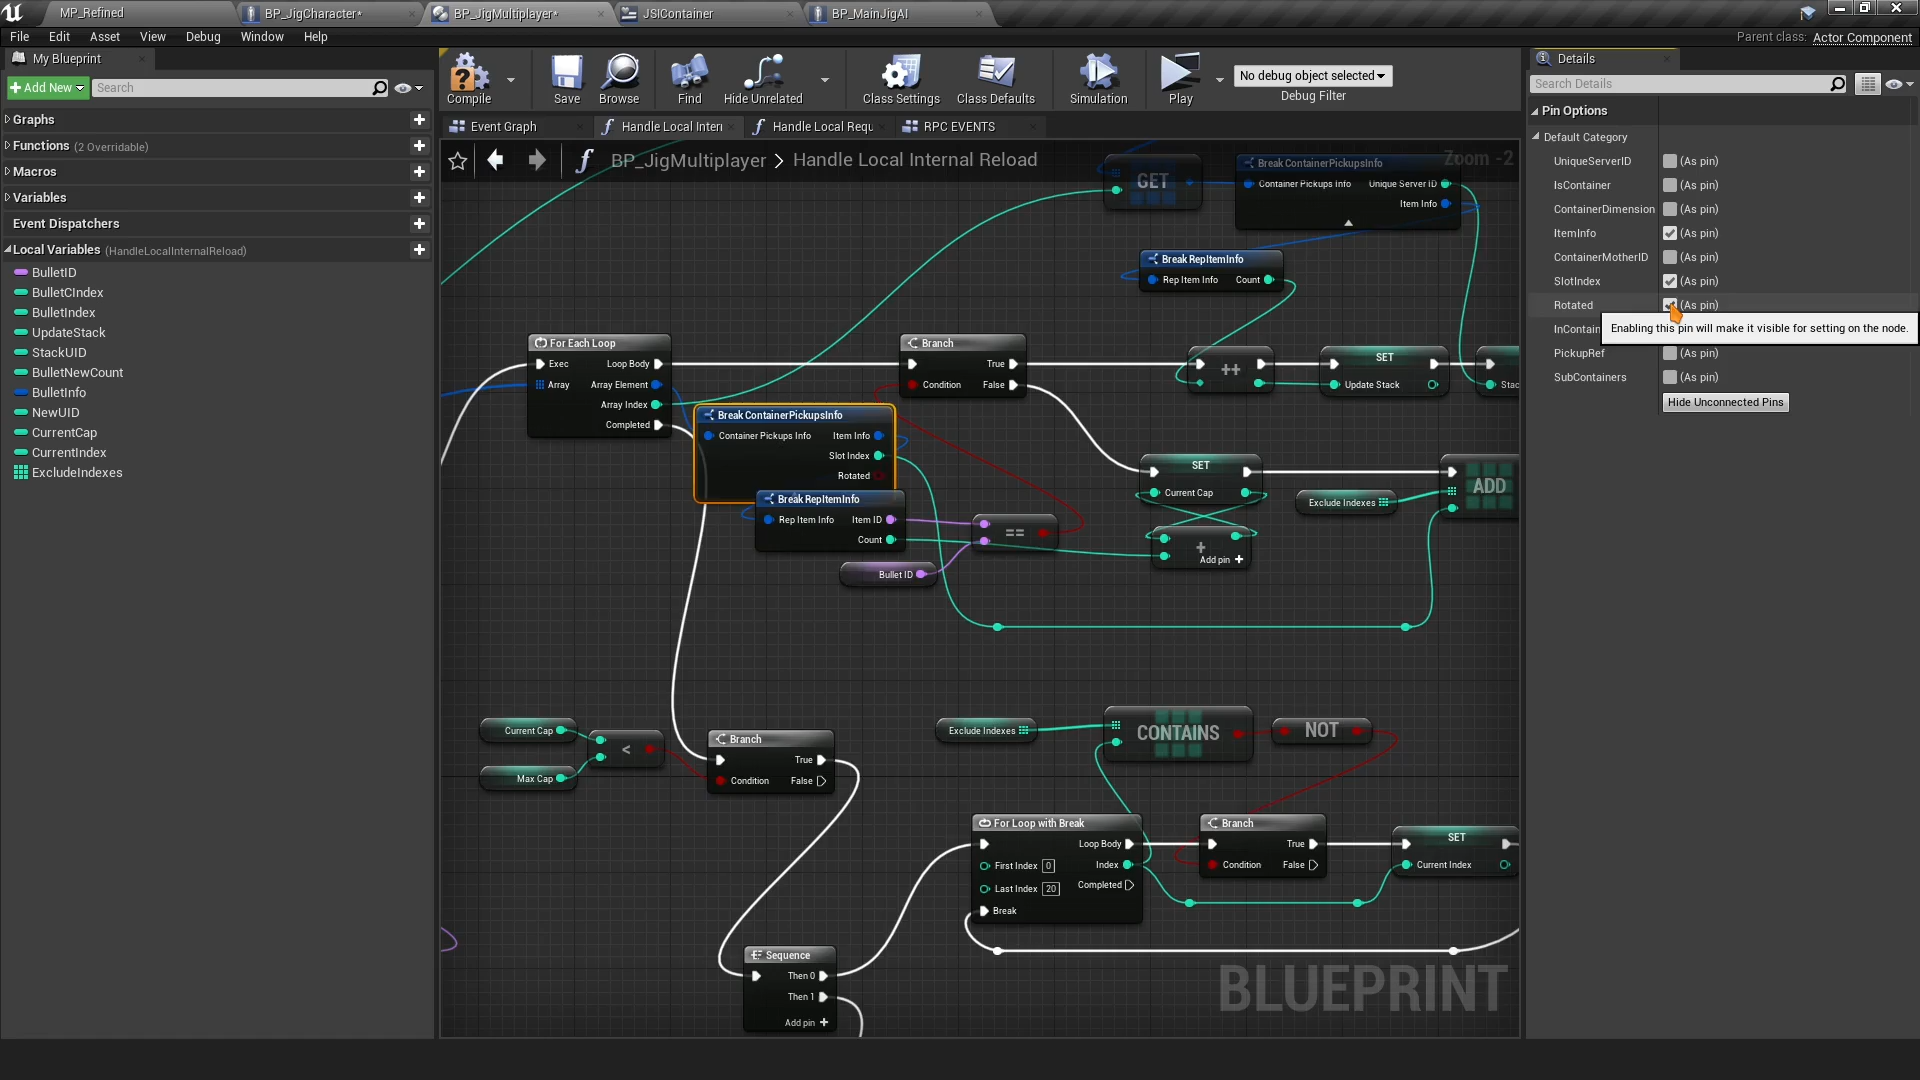 MP_Refined
BP_JigCharacter*
BP_JigMultiplayer*
JSIContainer
BP_MainJigAI
File Edit Asset View Debug Window Help
Parent class: Actor Component
My Blueprint
Add New
Search
Graphs
Functions (2 Overridable)
Macros
Variables
Event Dispatchers
Local Variables (HandleLocalInternalReload)
BulletID
BulletCIndex
BulletIndex
UpdateStack
StackUID
BulletNewCount
BulletInfo
NewUID
CurrentCap
CurrentIndex
ExcludeIndexes
Compile
Save
Browse
Find
Hide Unrelated
Class Settings
Class Defaults
Simulation
Play
No debug object selected
Debug Filter
Event Graph
Handle Local Intern
Handle Local Requ
RPC EVENTS
BP_JigMultiplayer > Handle Local Internal Reload
Zoom -2
GET
Break ContainerPickupsInfo
Container Pickups Info Unique Server ID
Item Info
Break RepItemInfo
Rep Item Info Count
For Each Loop
Exec Loop Body
Array Array Element
Array Index
Completed
Branch
True
Condition False
++
SET
Update Stack
Stac
Break ContainerPickupsInfo
Container Pickups Info Item Info
Slot Index
Rotated
Break RepItemInfo
Rep Item Info Item ID
Count
==
Bullet ID
SET
Current Cap
+
Add pin +
Exclude Indexes
ADD
Current Cap
Max Cap
<
Branch
True
Condition False
Exclude Indexes
CONTAINS
NOT
For Loop with Break
Loop Body
First Index 0 Index
Last Index 20 Completed
Break
Branch
True
Condition False
SET
Current Index
Sequence
Then 0
Then 1
Add pin +
BLUEPRINT
Details
Search Details
Pin Options
Default Category
UniqueServerID (As pin)
IsContainer (As pin)
ContainerDimension (As pin)
ItemInfo (As pin)
ContainerMotherID (As pin)
SlotIndex (As pin)
Rotated (As pin)
InContain
Enabling this pin will make it visible for setting on the node.
PickupRef (As pin)
SubContainers (As pin)
Hide Unconnected Pins